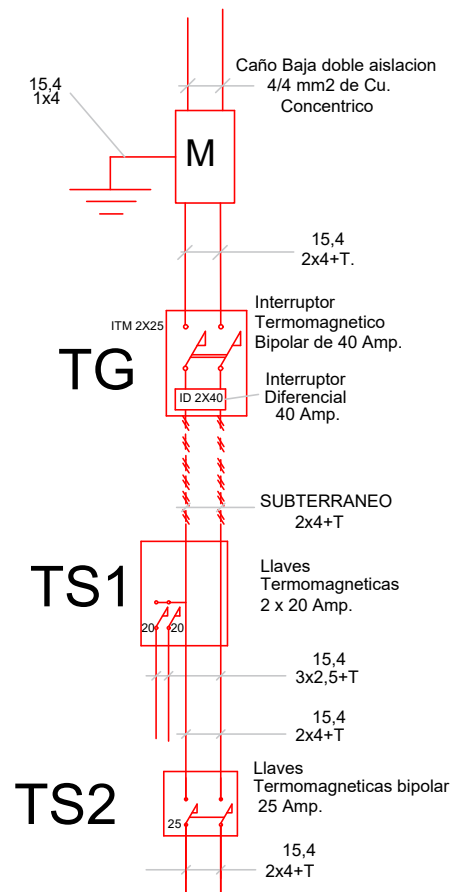 Caño Baja doble aislacion
4/4 mm2 de Cu.
Concentrico
15,4
1x4
M
15,4
2x4+T.
ITM 2X25
Interruptor
Termomagnetico
Bipolar de 40 Amp.
TG
Interruptor
Diferencial
40 Amp.
ID 2X40
SUBTERRANEO
2x4+T
TS1
Llaves
Termomagneticas
2 x 20 Amp.
20
20
15,4
3x2,5+T
15,4
2x4+T
TS2
Llaves
Termomagneticas bipolar
25 Amp.
25
15,4
2x4+T